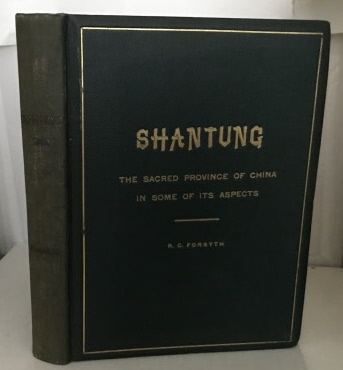 SHANTUNG
THE SACRED PROVINCE OF CHINA
IN SOME OF ITS ASPECTS
R. C. FORSYTH